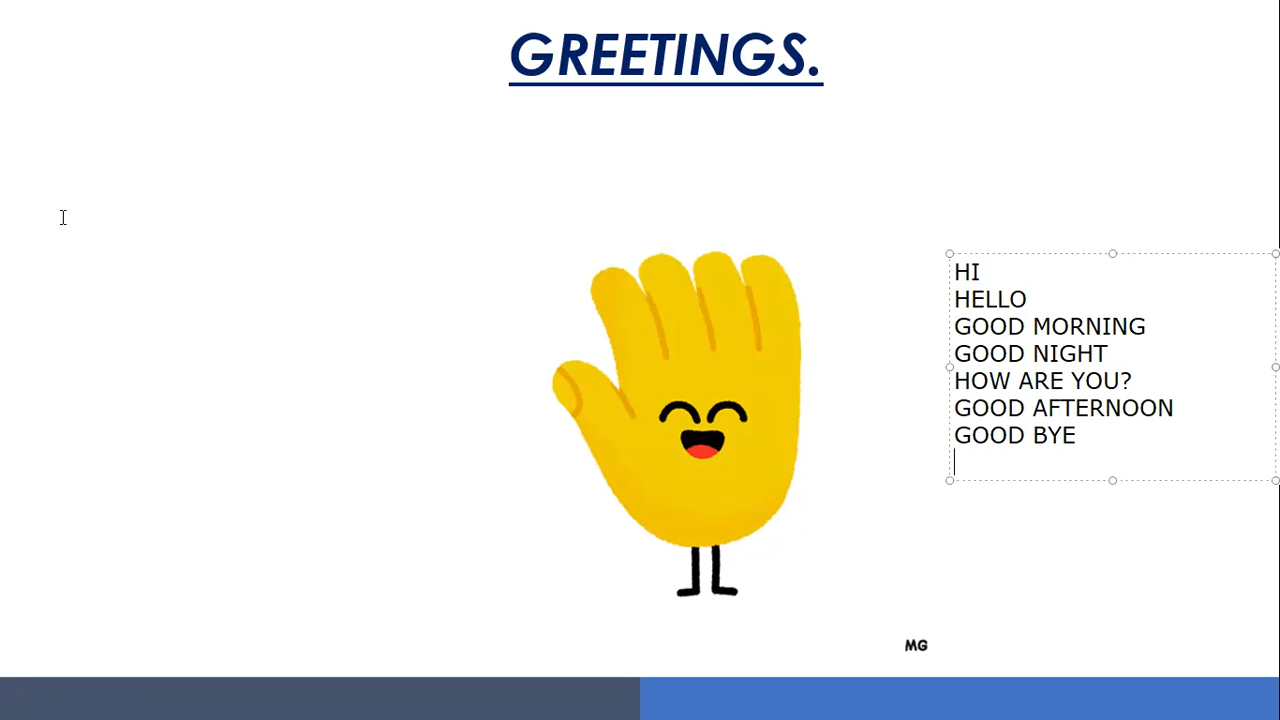 GREETINGS.
HI
HELLO
GOOD MORNING
GOOD NIGHT
HOW ARE YOU?
GOOD AFTERNOON
GOOD BYE
MG